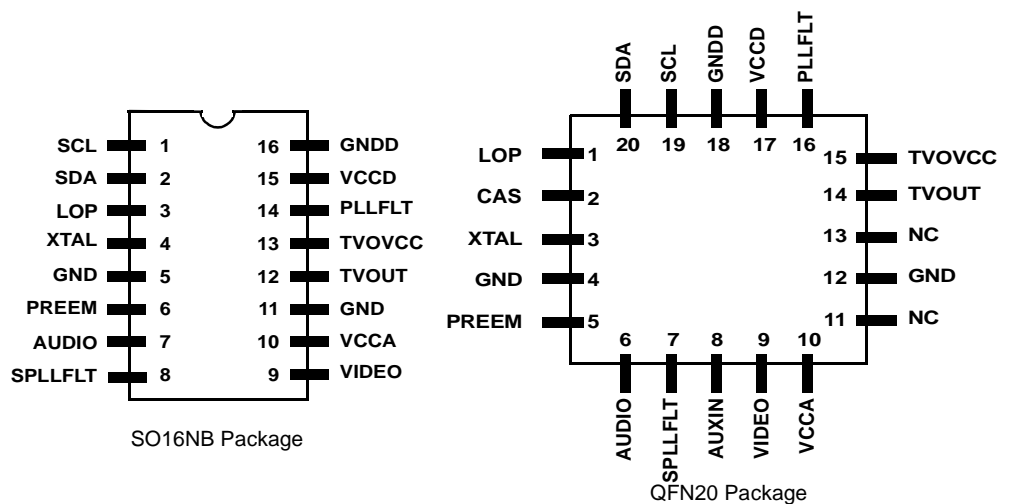 SCL 1 16 GNDD
SDA 2 15 VCCD
LOP 3 14 PLLFLT
XTAL 4 13 TVOVCC
GND 5 12 TVOUT
PREEM 6 11 GND
AUDIO 7 10 VCCA
SPLLFLT 8 9 VIDEO
SO16NB Package
SDA SCL GNDD VCCD PLLFLT
20 19 18 17 16
LOP 1 15 TVOVCC
CAS 2 14 TVOUT
XTAL 3 13 NC
GND 4 12 GND
PREEM 5 11 NC
6 7 8 9 10
AUDIO SPLLFLT AUXIN VIDEO VCCA
QFN20 Package